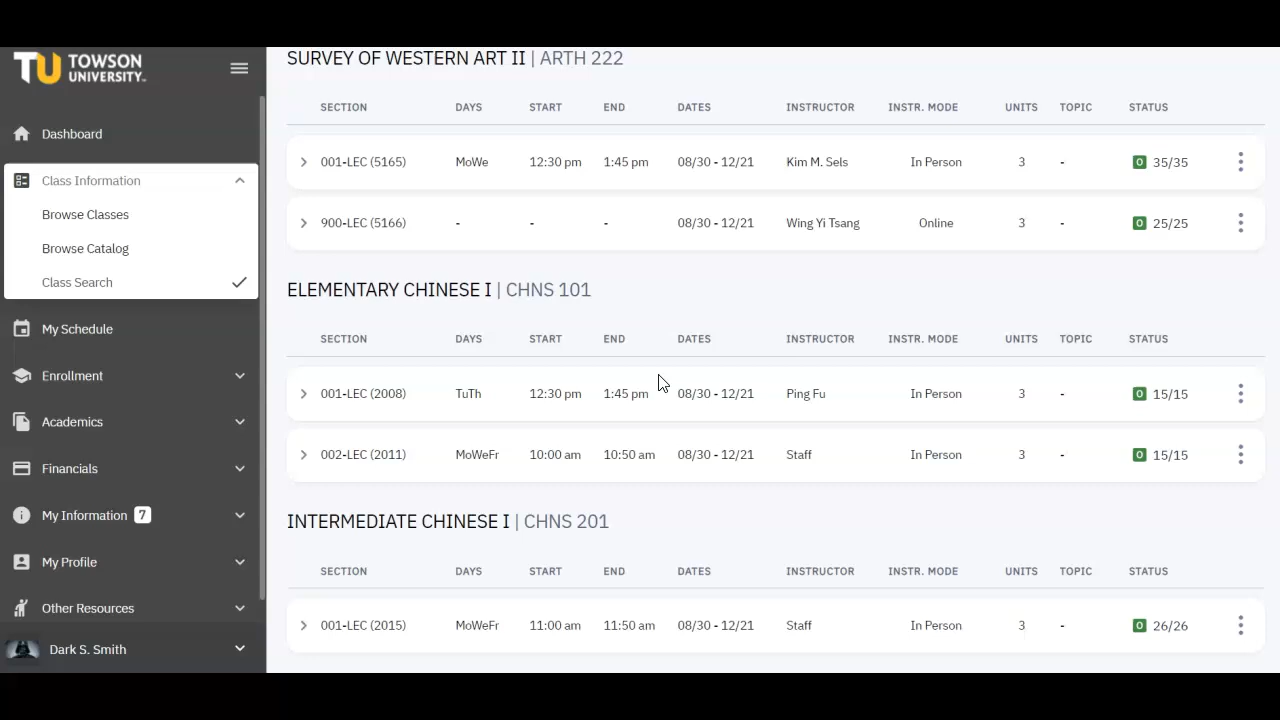 TU TOWSON
UNIVERSITY.
Dashboard
Class Information
Browse Classes
Browse Catalog
Class Search
My Schedule
Enrollment
Academics
Financials
My Information 7
My Profile
Other Resources
Dark S. Smith
SURVEY OF WESTERN ART II | ARTH 222
SECTION DAYS START END DATES INSTRUCTOR INSTR. MODE UNITS TOPIC STATUS
001-LEC (5165) MoWe 12:30 pm 1:45 pm 08/30 - 12/21 Kim M. Sels In Person 3 - O 35/35
900-LEC (5166) - - - 08/30 - 12/21 Wing Yi Tsang Online 3 - O 25/25
ELEMENTARY CHINESE I | CHNS 101
SECTION DAYS START END DATES INSTRUCTOR INSTR. MODE UNITS TOPIC STATUS
001-LEC (2008) TuTh 12:30 pm 1:45 pm 08/30 - 12/21 Ping Fu In Person 3 - O 15/15
002-LEC (2011) MoWeFr 10:00 am 10:50 am 08/30 - 12/21 Staff In Person 3 - O 15/15
INTERMEDIATE CHINESE I | CHNS 201
SECTION DAYS START END DATES INSTRUCTOR INSTR. MODE UNITS TOPIC STATUS
001-LEC (2015) MoWeFr 11:00 am 11:50 am 08/30 - 12/21 Staff In Person 3 - O 26/26